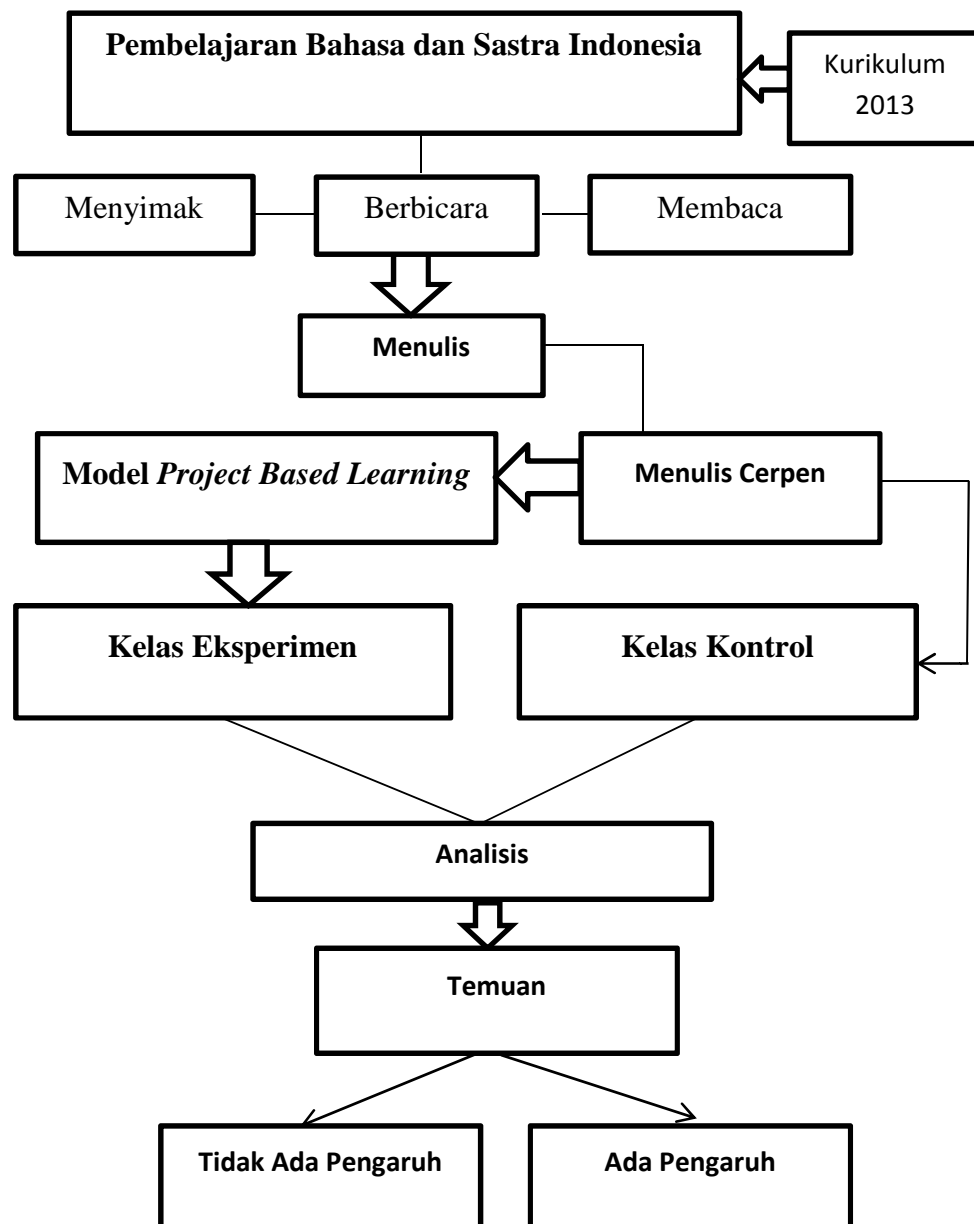 Pembelajaran Bahasa dan Sastra Indonesia
Kurikulum
2013
Menyimak
Berbicara
Membaca
Menulis
Model Project Based Learning
Menulis Cerpen
Kelas Eksperimen
Kelas Kontrol
Analisis
Temuan
Tidak Ada Pengaruh
Ada Pengaruh